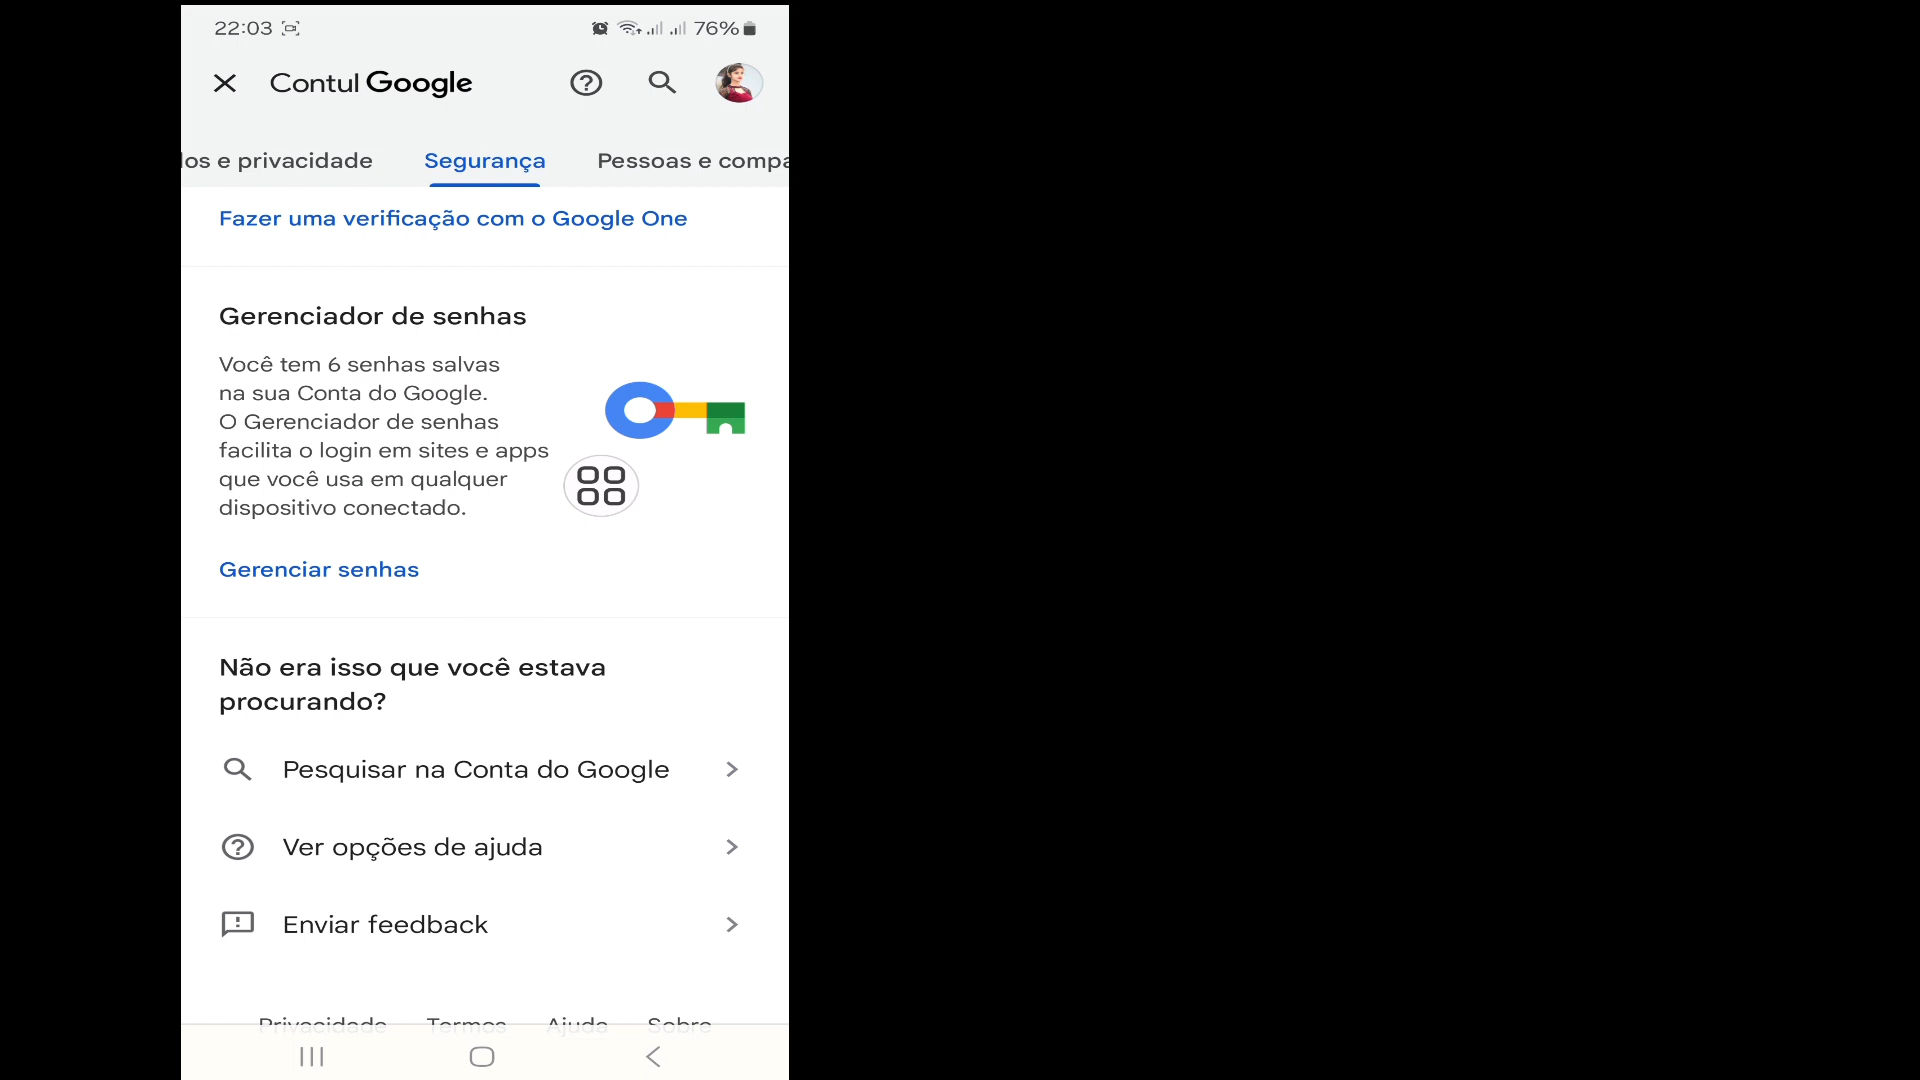 22:03 76%
Contul Google
los e privacidade Segurança Pessoas e compa
Fazer uma verificação com o Google One
Gerenciador de senhas
Você tem 6 senhas salvas
na sua Conta do Google.
O Gerenciador de senhas
facilita o login em sites e apps
que você usa em qualquer
dispositivo conectado.
Gerenciar senhas
Não era isso que você estava
procurando?
Pesquisar na Conta do Google
Ver opções de ajuda
Enviar feedback
Privacidade Termos Ajuda Sobre